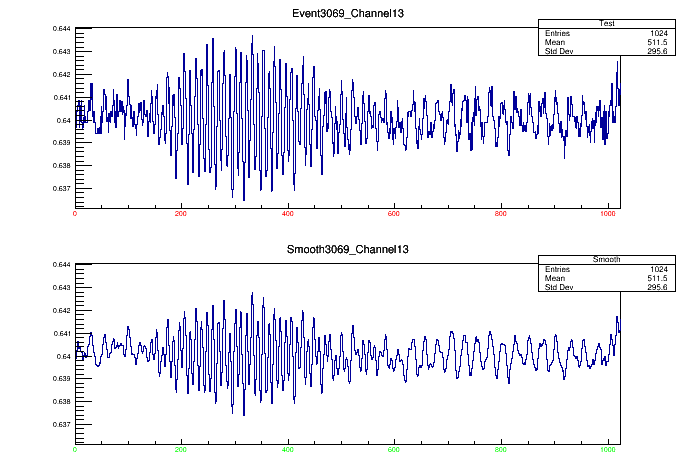 Event3069_Channel13
Test
Entries 1024
Mean 511.5
Std Dev 295.6
0.644
0.643
0.642
0.641
0.64
0.639
0.638
0.637
0 200 400 600 800 1000
Smooth3069_Channel13
Smooth
Entries 1024
Mean 511.5
Std Dev 295.6
0.644
0.643
0.642
0.641
0.64
0.639
0.638
0.637
0 200 400 600 800 1000